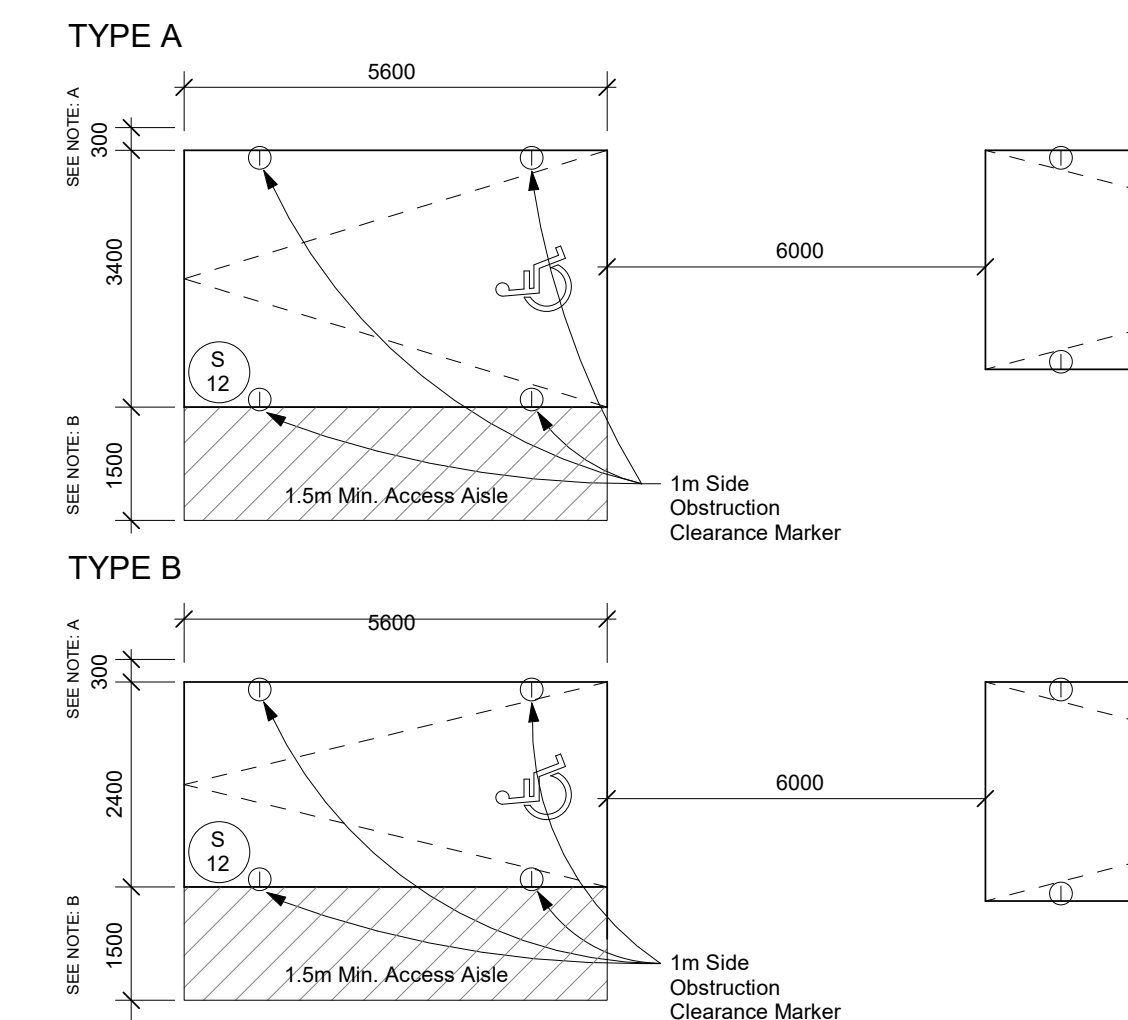 TYPE A
5600
SEE NOTE: A
300
3400
6000
S
12
SEE NOTE: B
1500
1.5m Min. Access Aisle
1m Side
Obstruction
Clearance Marker
TYPE B
5600
SEE NOTE: A
300
2400
6000
S
12
SEE NOTE: B
1500
1.5m Min. Access Aisle
1m Side
Obstruction
Clearance Marker